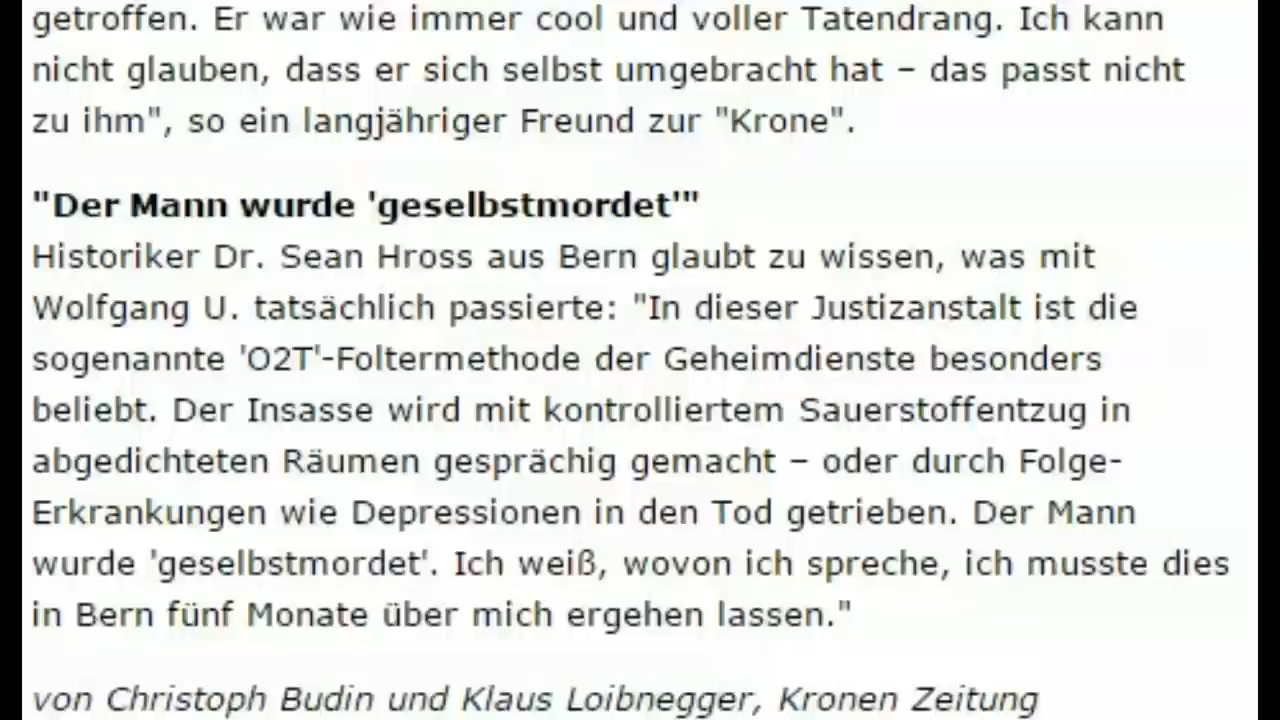 getroffen. Er war wie immer cool und voller Tatendrang. Ich kann
nicht glauben, dass er sich selbst umgebracht hat – das passt nicht
zu ihm", so ein langjähriger Freund zur "Krone".
"Der Mann wurde 'geselbstmordet'"
Historiker Dr. Sean Hross aus Bern glaubt zu wissen, was mit
Wolfgang U. tatsächlich passierte: "In dieser Justizanstalt ist die
sogenannte 'O2T'-Foltermethode der Geheimdienste besonders
beliebt. Der Insasse wird mit kontrolliertem Sauerstoffentzug in
abgedichteten Räumen gesprächig gemacht – oder durch Folge-
Erkrankungen wie Depressionen in den Tod getrieben. Der Mann
wurde 'geselbstmordet'. Ich weiß, wovon ich spreche, ich musste dies
in Bern fünf Monate über mich ergehen lassen."
von Christoph Budin und Klaus Loibnegger, Kronen Zeitung